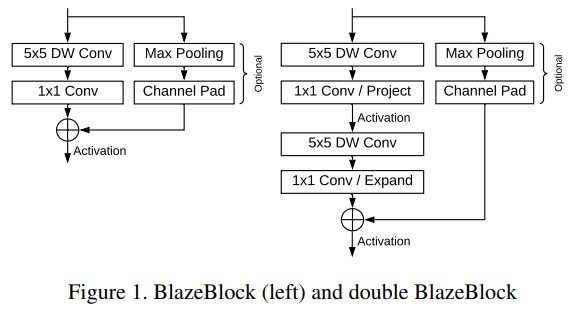 5x5 DW Conv
Max Pooling
1x1 Conv
Channel Pad
Optional
Activation
5x5 DW Conv
Max Pooling
1x1 Conv / Project
Channel Pad
Optional
Activation
5x5 DW Conv
1x1 Conv / Expand
Activation
Figure 1. BlazeBlock (left) and double BlazeBlock